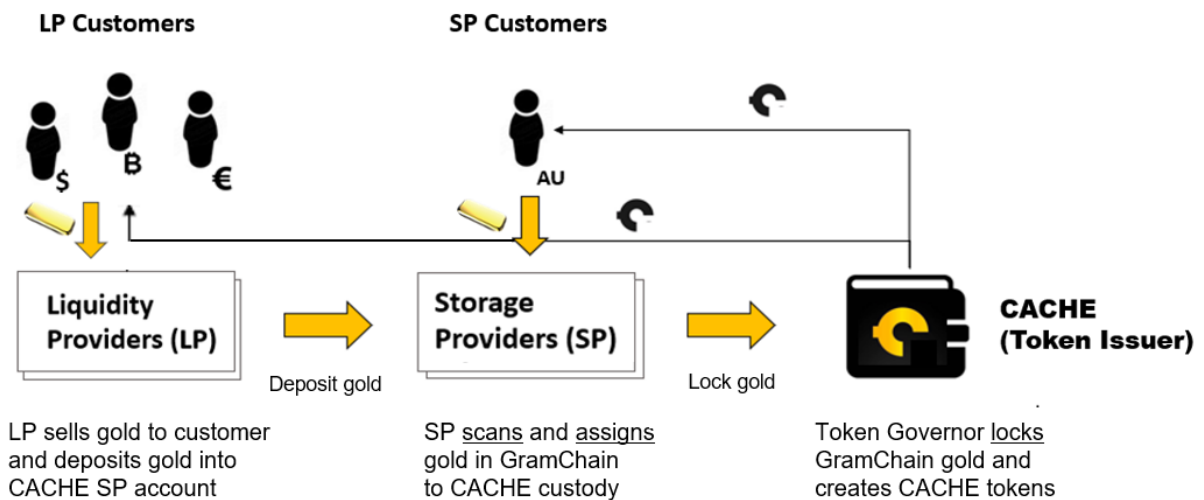 LP Customers
SP Customers
$
₿
€
AU
Liquidity
Providers (LP)
Storage
Providers (SP)
CACHE
(Token Issuer)
Deposit gold
Lock gold
LP sells gold to customer
and deposits gold into
CACHE SP account
SP scans and assigns
gold in GramChain
to CACHE custody
Token Governor locks
GramChain gold and
creates CACHE tokens